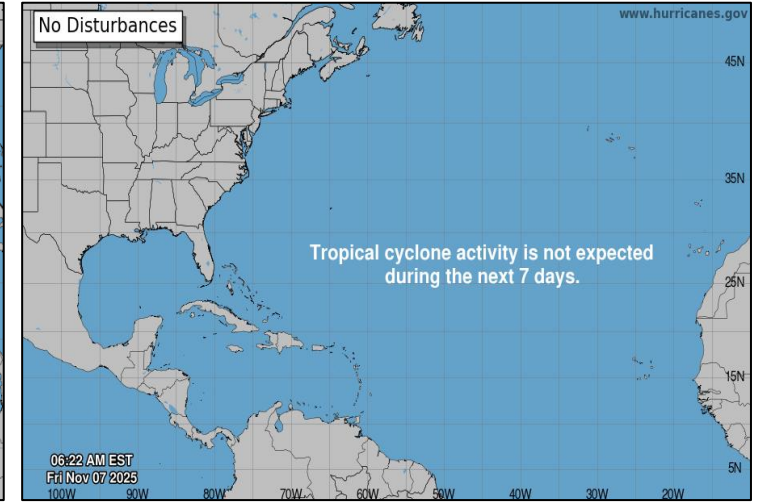 No Disturbances
www.hurricanes.gov
45N
35N
Tropical cyclone activity is not expected
during the next 7 days.
25N
15N
06:22 AM EST
Fri Nov 07 2025
5N
100W 90W 80W 70W 60W 50W 40W 30W 20W